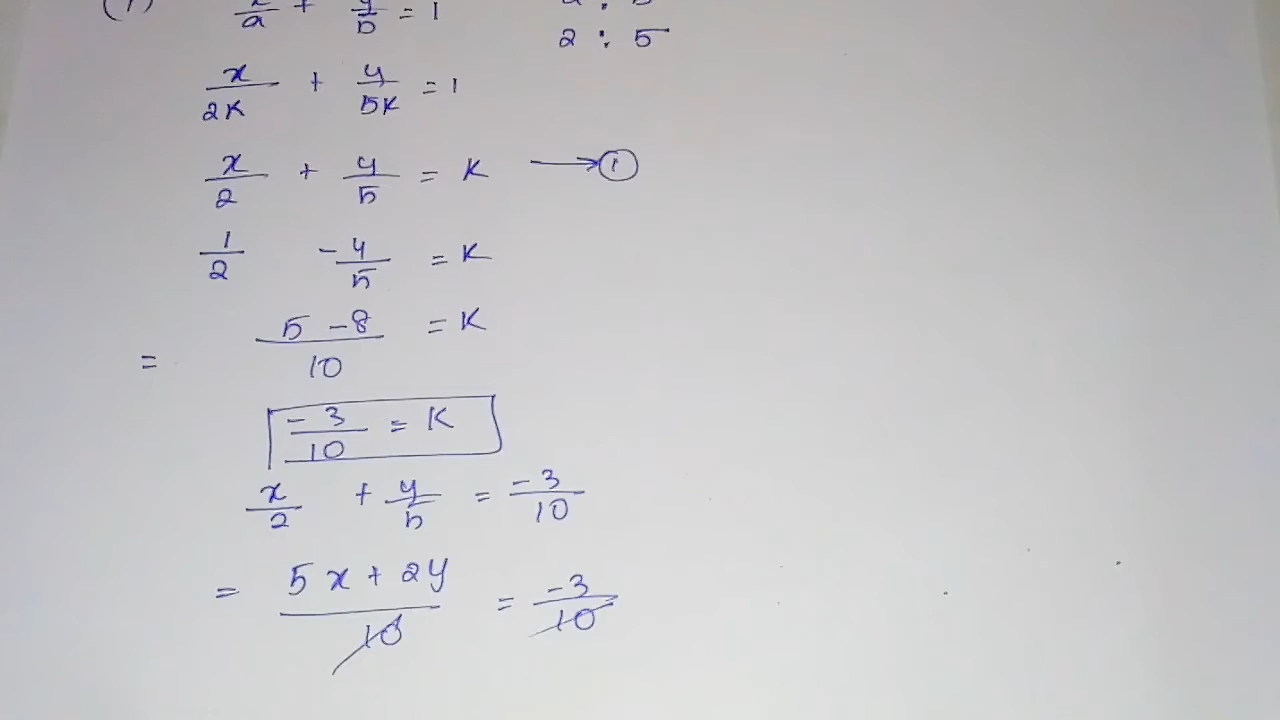 x/a + y/b = 1
2 : 5
x/2K + y/5K = 1
x/2 + y/5 = K → ①
1/2 -4/5 = K
= 5 - 8/10 = K
-3/10 = K
x/2 + y/5 = -3/10
= 5x + 2y/10 = -3/10